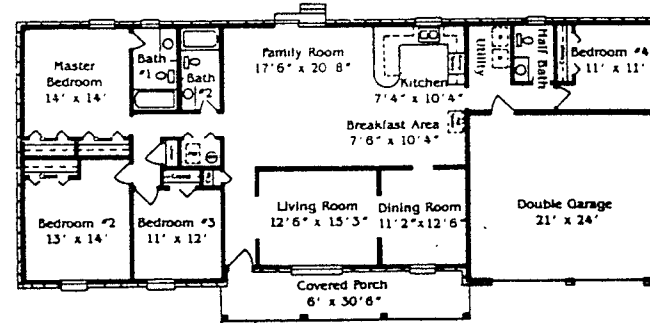 Master
Bedroom
14' x 14'
Bath
#1
Bath
#2
Family Room
17'6" x 20'8"
Kitchen
7'4" x 10'4"
Utility
Half Bath
Bedroom #4
11' x 11'
Breakfast Area
7'6" x 10'4"
Bedroom #2
13' x 14'
Bedroom #3
11' x 12'
Living Room
12'6" x 15'3"
Dining Room
11'2" x 12'6"
Double Garage
21' x 24'
Covered Porch
6' x 30'6"